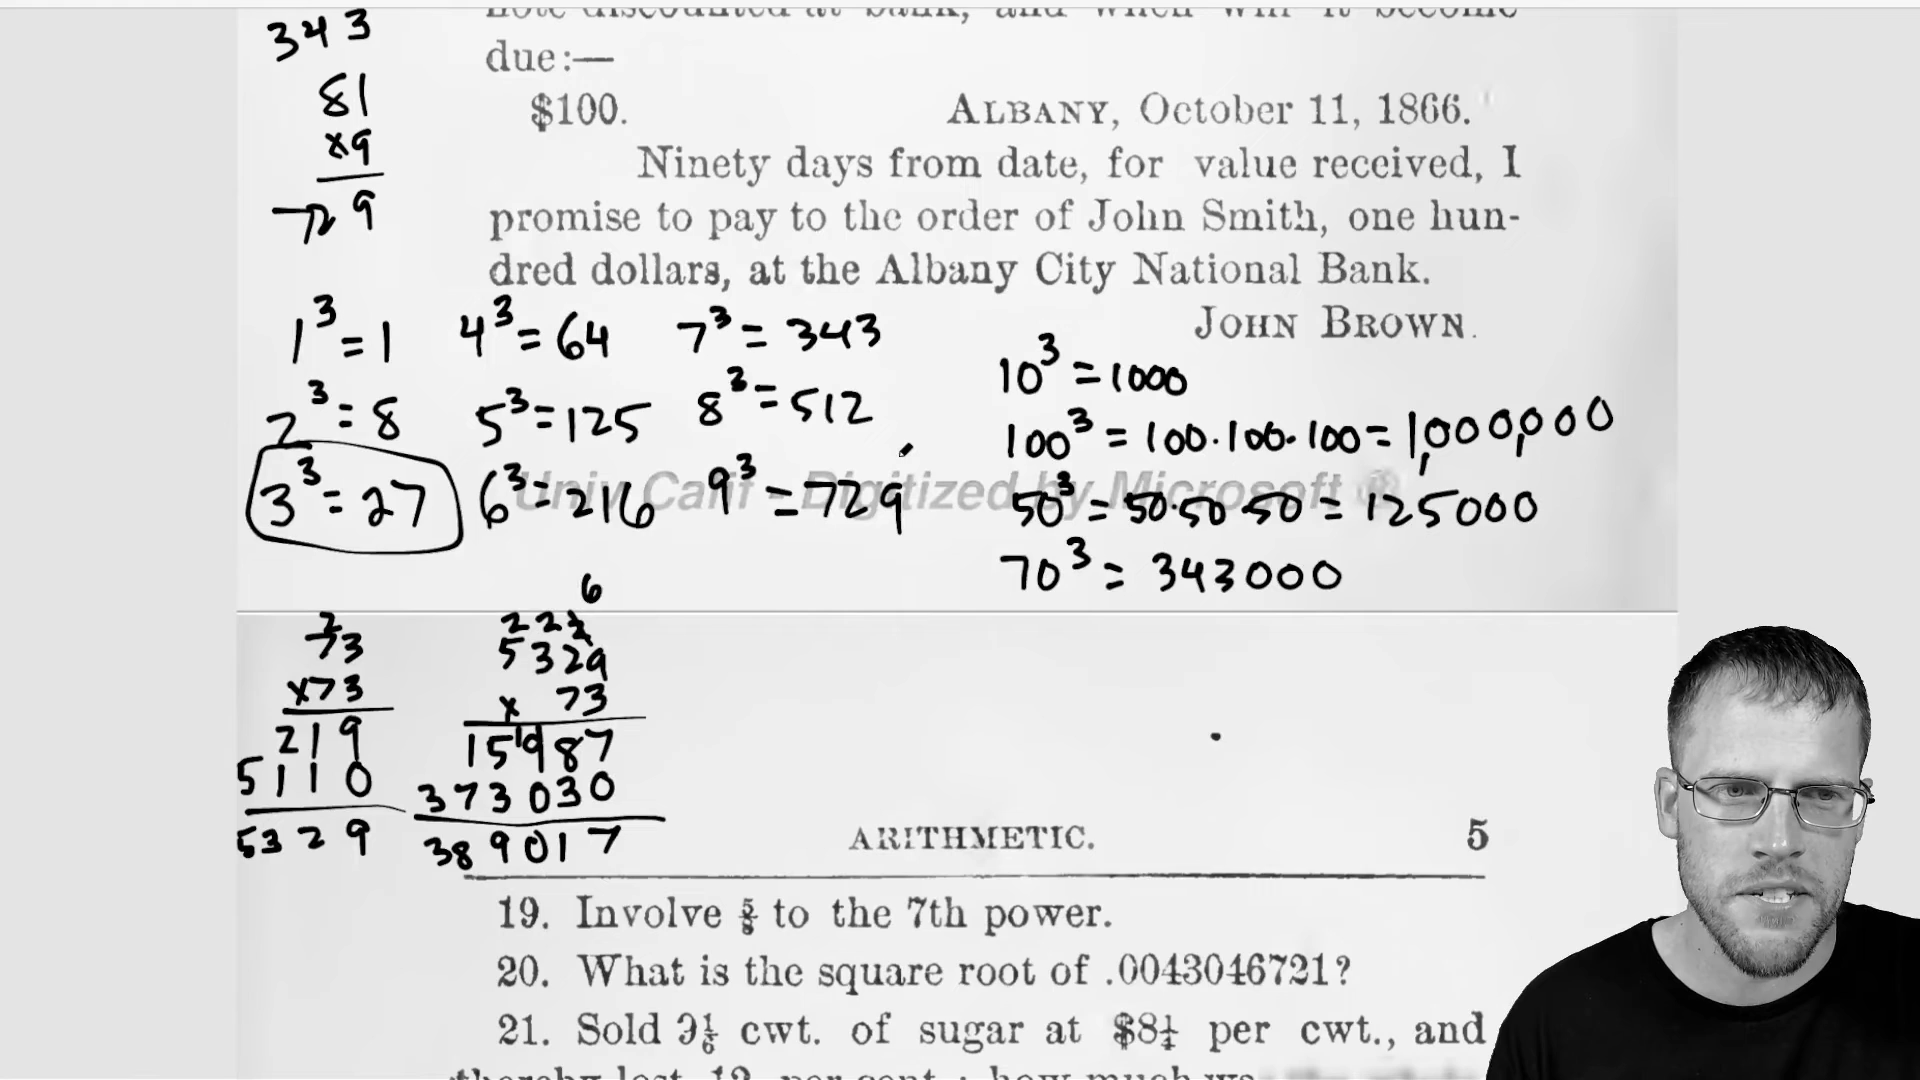 343
81
x9
729
due:—
$100. ALBANY, October 11, 1866.
Ninety days from date, for value received, I
promise to pay to the order of John Smith, one hun-
dred dollars, at the Albany City National Bank.
JOHN BROWN.
1³ = 1 4³ = 64 7³ = 343
2³ = 8 5³ = 125 8³ = 512
3³ = 27 6³ = 216 9³ = 729
10³ = 1000
100³ = 100·100·100 = 1,000,000
50³ = 50·50·50 = 125000
70³ = 343000
Univ Calif - Digitized by Microsoft ®
73
x73
219
5110
5329
6
22
5329
x 73
15987
373030
389017
ARITHMETIC. 5
19. Involve ⅝ to the 7th power.
20. What is the square root of .0043046721?
21. Sold 9⅙ cwt. of sugar at $8¼ per cwt., and